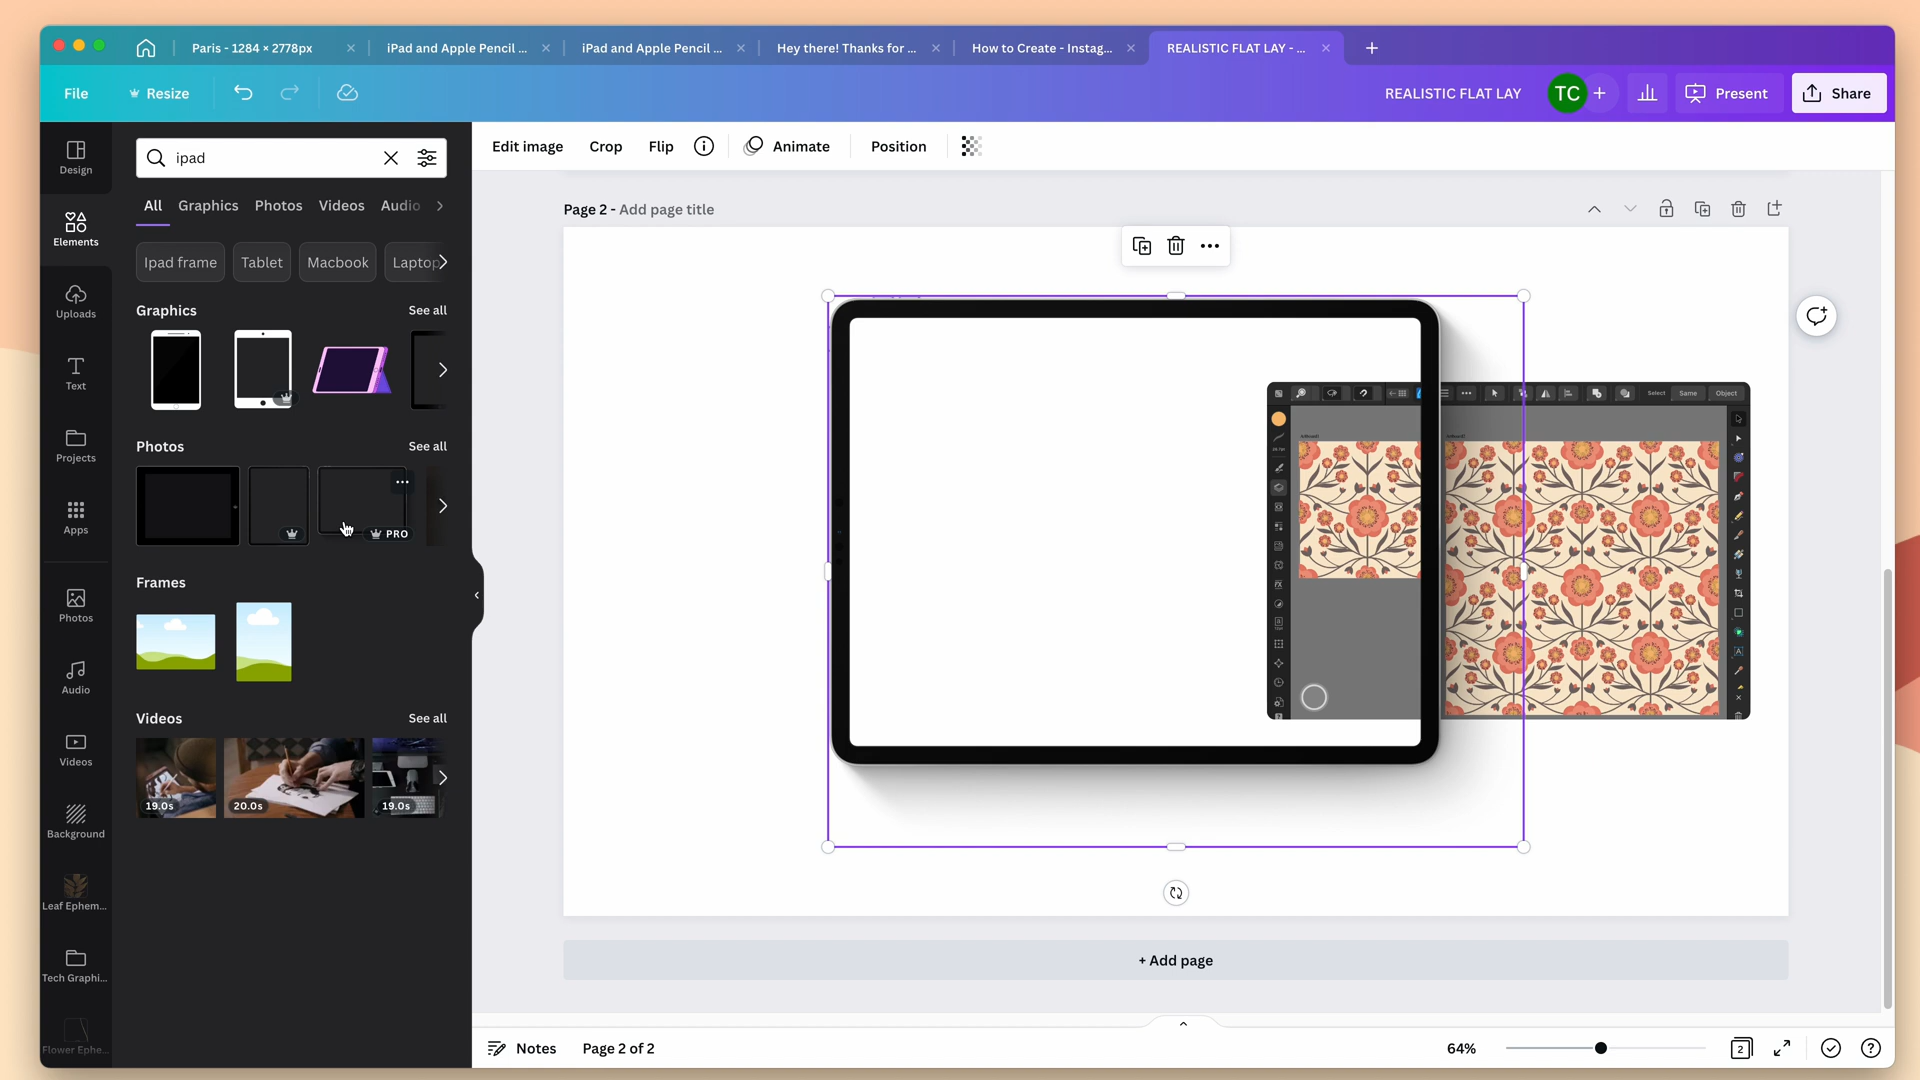 Paris - 1284 × 2778px
iPad and Apple Pencil ...
iPad and Apple Pencil ...
Hey there! Thanks for ...
How to Create - Instag...
REALISTIC FLAT LAY - ...
File
Resize
REALISTIC FLAT LAY
TC
Present
Share
Design
Elements
Uploads
Text
Projects
Apps
Photos
Audio
Videos
Background
Leaf Ephem...
Tech Graphi...
Flower Ephe...
ipad
All
Graphics
Photos
Videos
Audio
Ipad frame
Tablet
Macbook
Laptop
Graphics
See all
Photos
See all
PRO
Frames
Videos
See all
19.0s
20.0s
19.0s
Edit image
Crop
Flip
Animate
Position
Page 2 - Add page title
Select
Same
Object
+ Add page
Notes
Page 2 of 2
64%
2